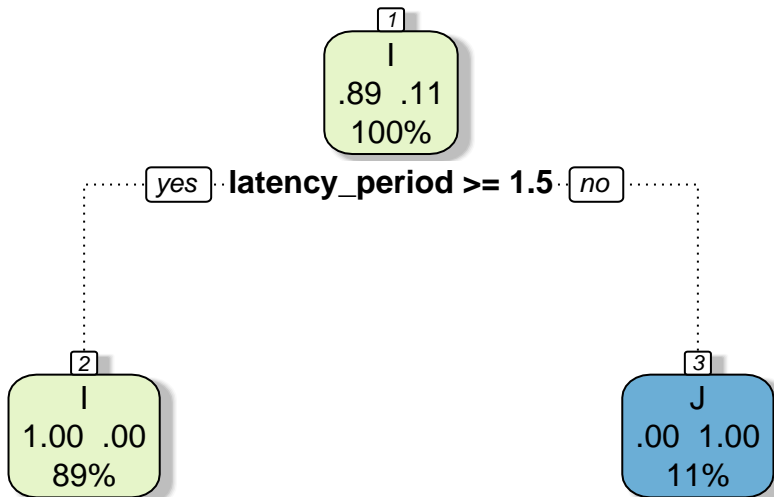 1
I
.89 .11
100%
yes latency_period >= 1.5 no
2
I
1.00 .00
89%
3
J
.00 1.00
11%